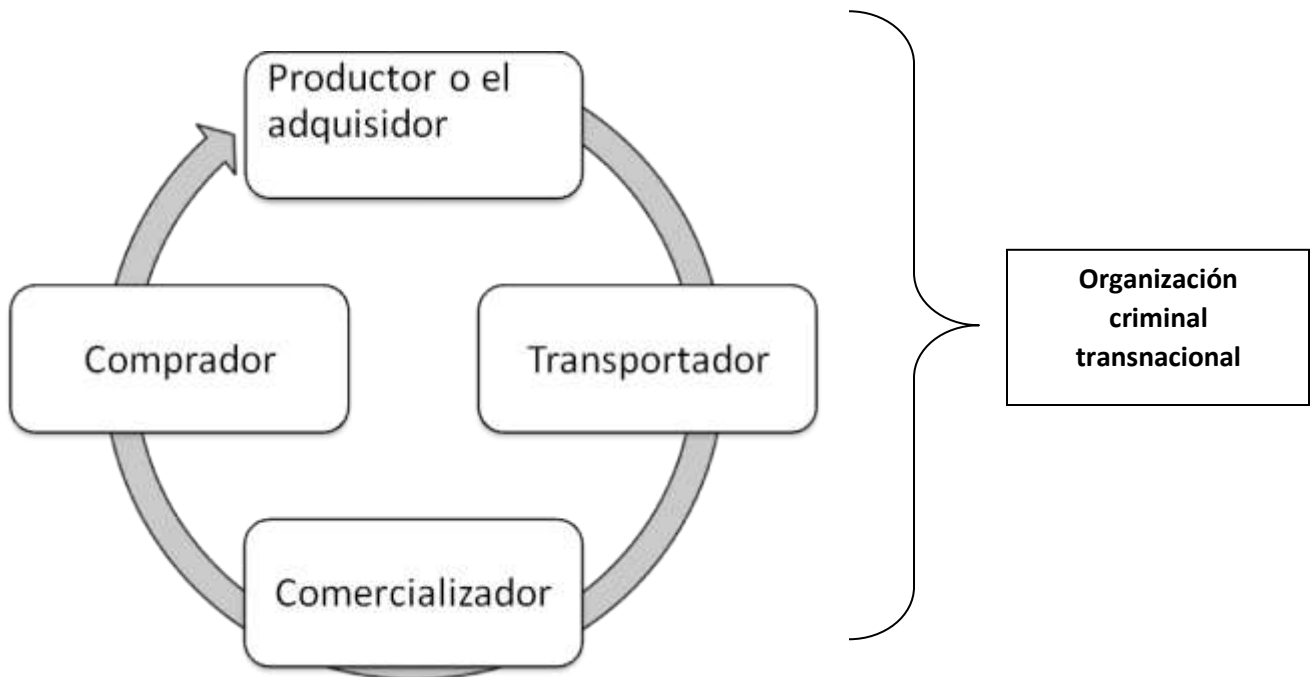 Productor o el
adquisidor
Comprador
Transportador
Comercializador
Organización
criminal
transnacional